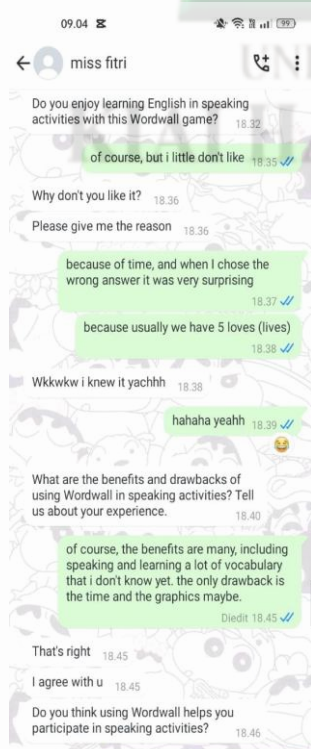 09.04
99
miss fitri
Do you enjoy learning English in speaking
activities with this Wordwall game? 18.32
of course, but i little don't like 18.35
Why don't you like it? 18.36
Please give me the reason 18.36
because of time, and when I chose the
wrong answer it was very surprising
18.37
because usually we have 5 loves (lives)
18.38
Wkkwkw i knew it yachhh 18.38
hahaha yeahh 18.39
What are the benefits and drawbacks of
using Wordwall in speaking activities? Tell
us about your experience. 18.40
of course, the benefits are many, including
speaking and learning a lot of vocabulary
that i don't know yet. the only drawback is
the time and the graphics maybe.
Diedit 18.45
That's right 18.45
I agree with u 18.45
Do you think using Wordwall helps you
participate in speaking activities? 18.46